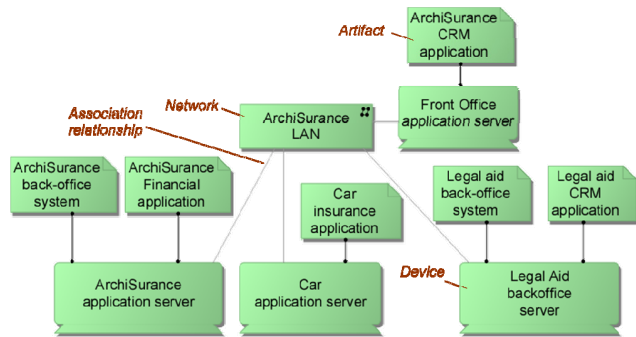 ArchiSurance
CRM
application
Artifact
Front Office
application server
Network
ArchiSurance
LAN
Association
relationship
ArchiSurance
back-office
system
ArchiSurance
Financial
application
Car
insurance
application
Legal aid
back-office
system
Legal aid
CRM
application
ArchiSurance
application server
Car
application server
Device
Legal Aid
backoffice
server